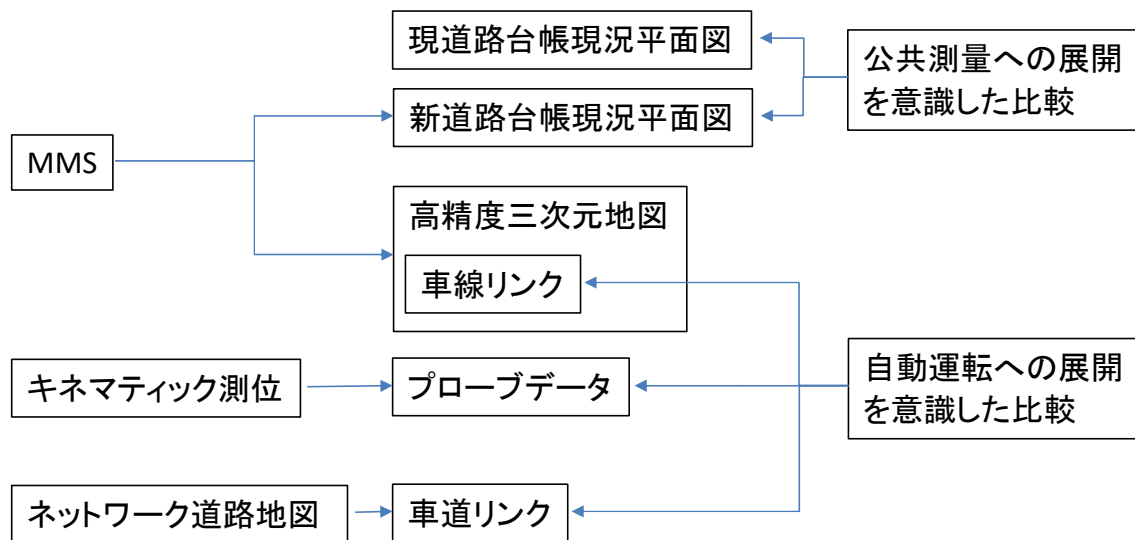 現道路台帳現況平面図
公共測量への展開
を意識した比較
新道路台帳現況平面図
MMS
高精度三次元地図
車線リンク
キネマティック測位
プローブデータ
自動運転への展開
を意識した比較
ネットワーク道路地図
車道リンク